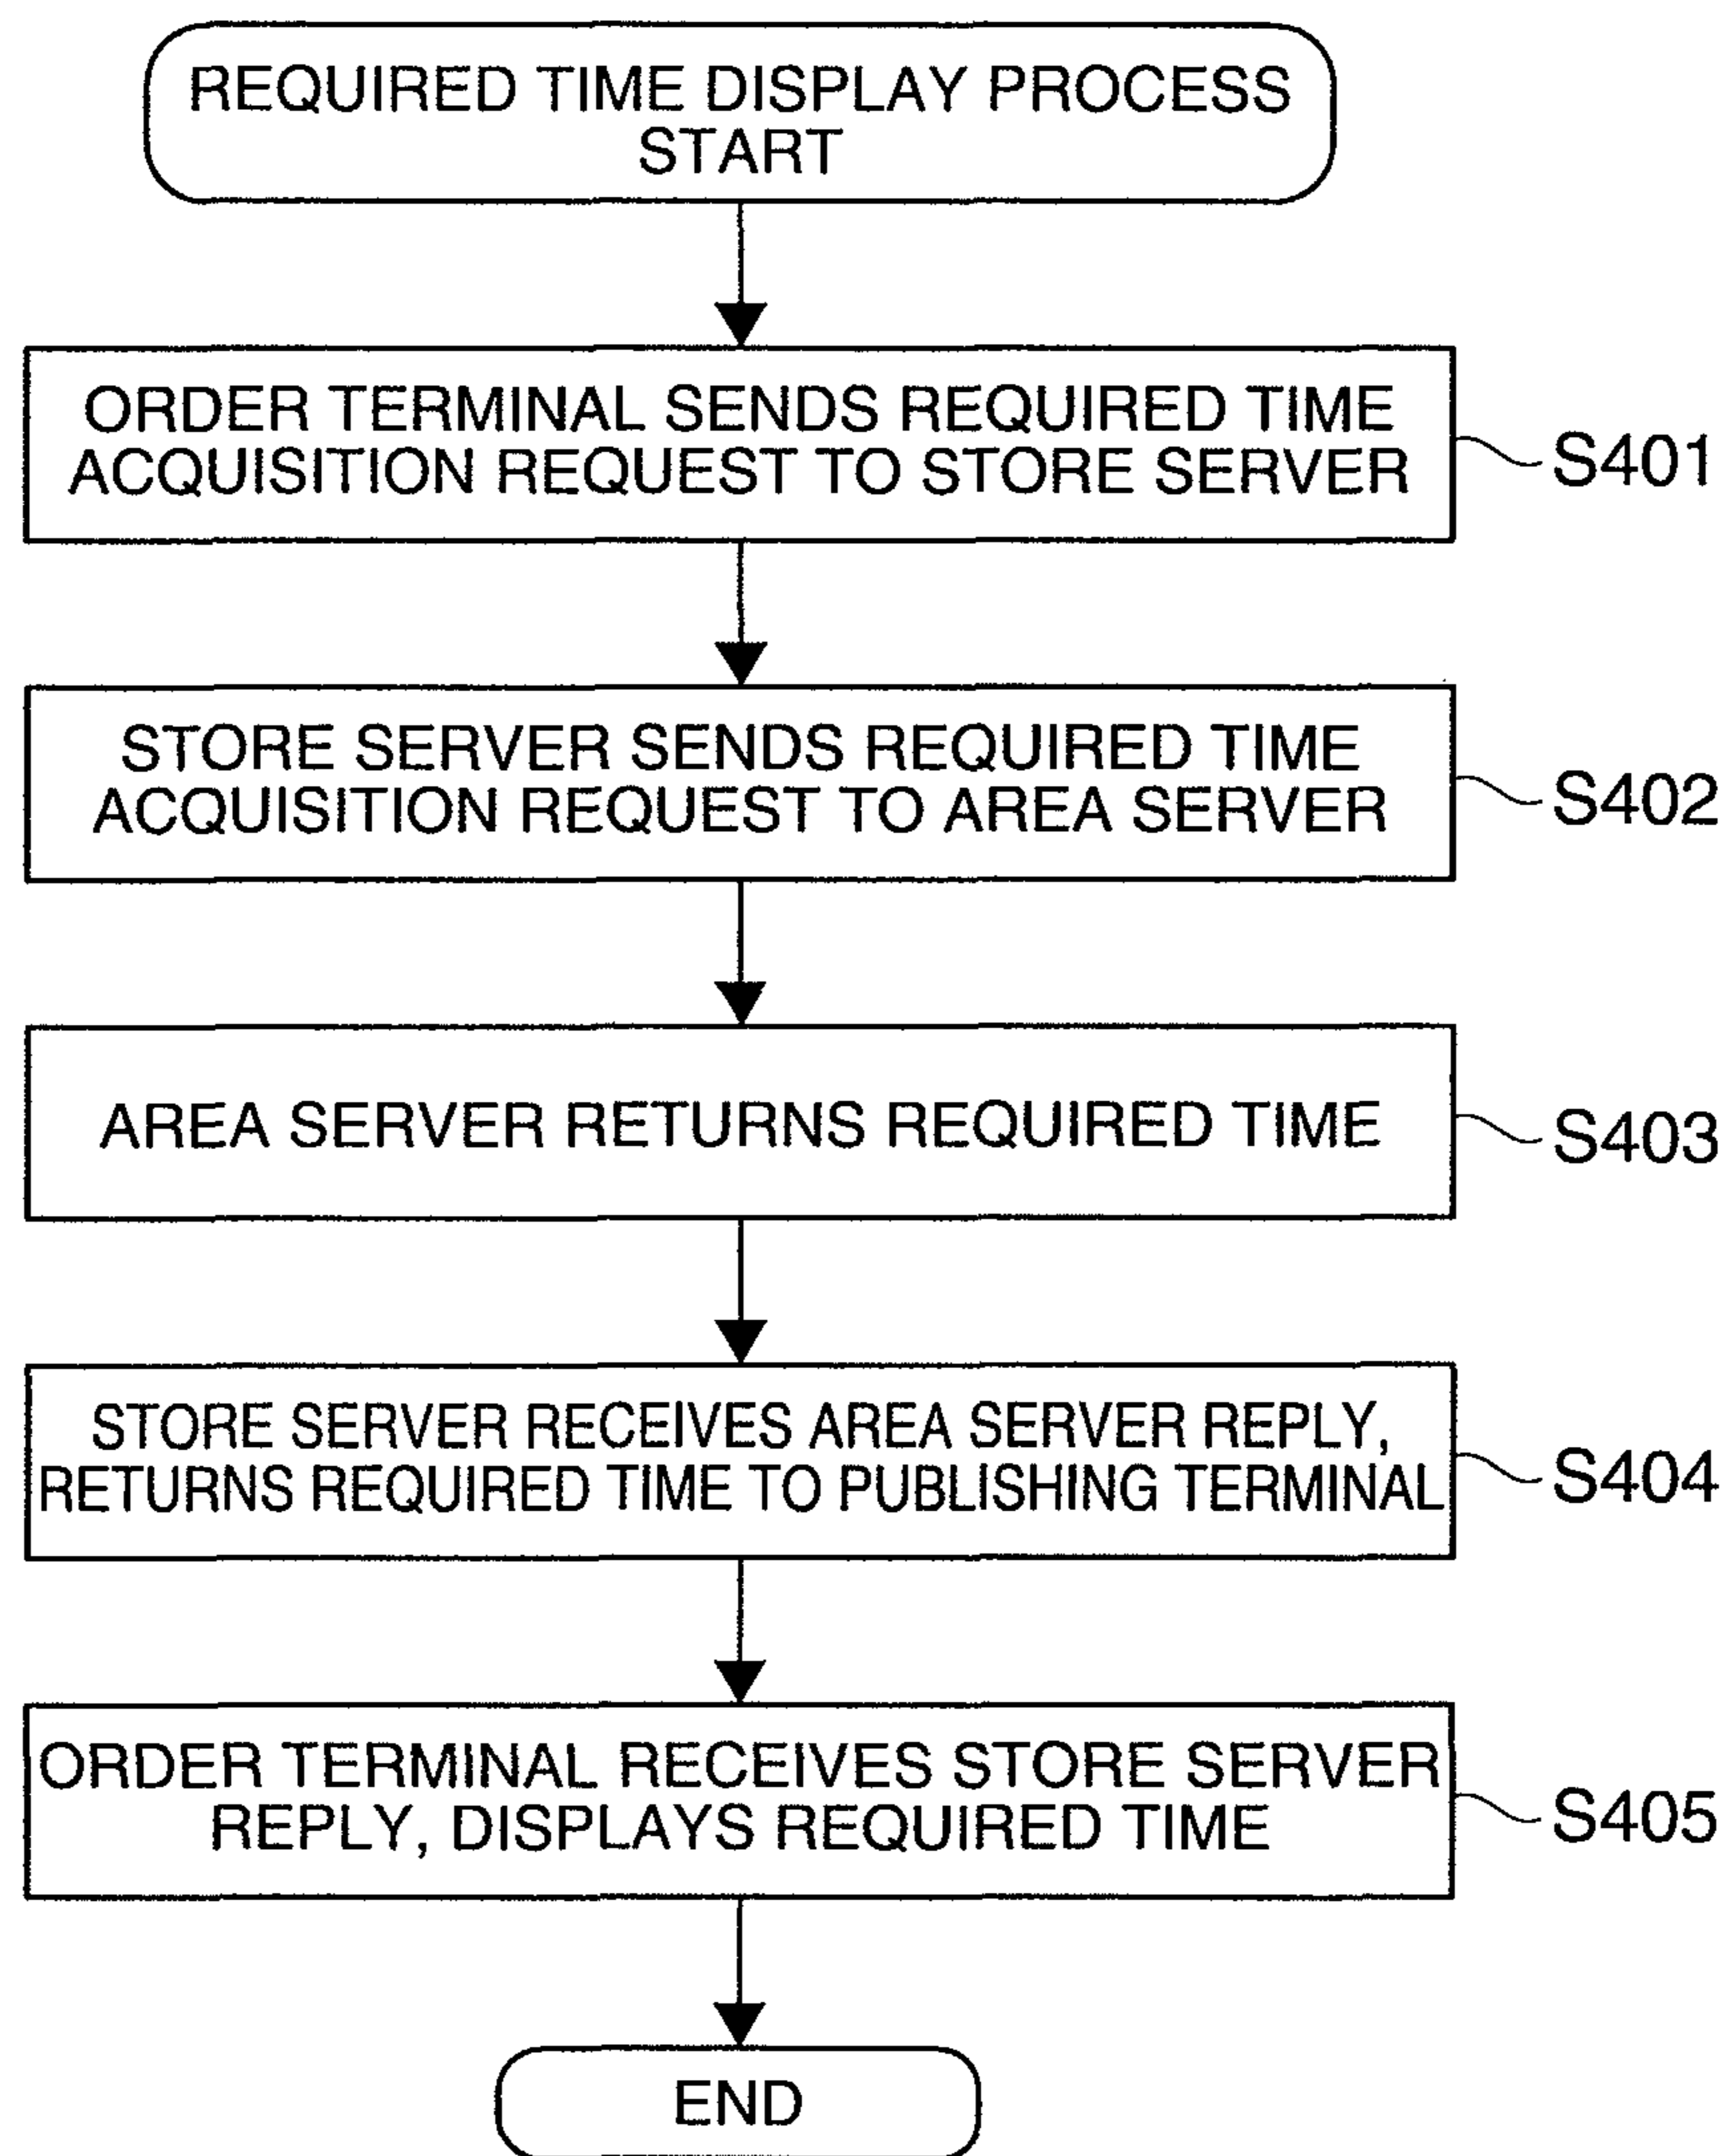 REQUIRED TIME DISPLAY PROCESS
START
ORDER TERMINAL SENDS REQUIRED TIME
ACQUISITION REQUEST TO STORE SERVER
S401
STORE SERVER SENDS REQUIRED TIME
ACQUISITION REQUEST TO AREA SERVER
S402
AREA SERVER RETURNS REQUIRED TIME
S403
STORE SERVER RECEIVES AREA SERVER REPLY,
RETURNS REQUIRED TIME TO PUBLISHING TERMINAL
S404
ORDER TERMINAL RECEIVES STORE SERVER
REPLY, DISPLAYS REQUIRED TIME
S405
END